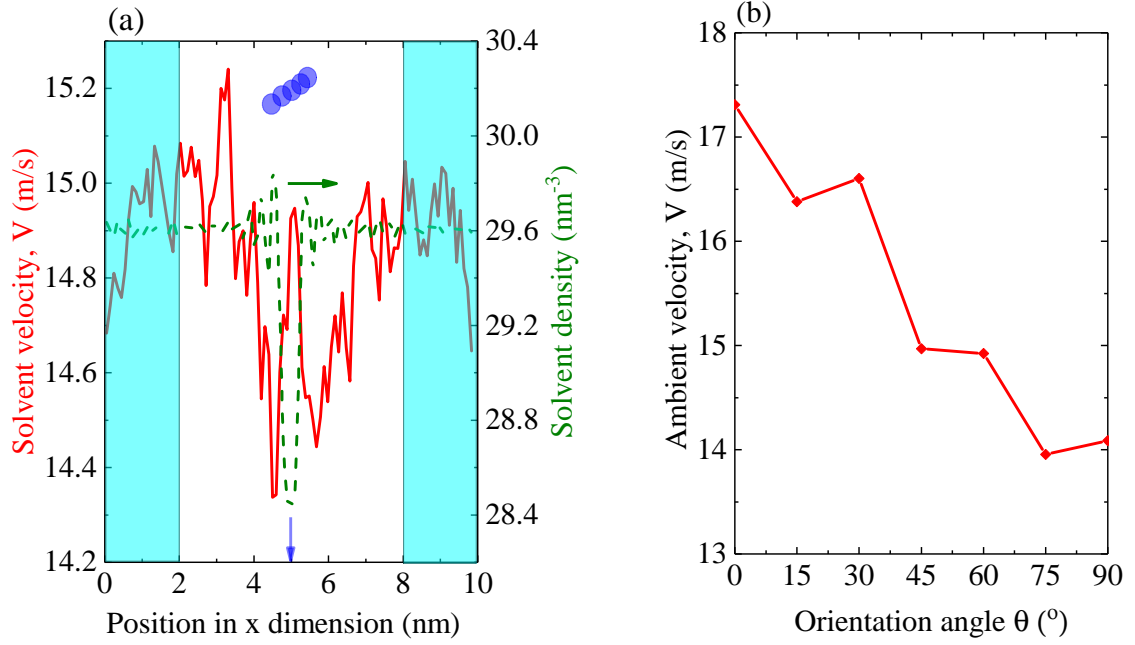 (a)
15.2
15.0
14.8
14.6
14.4
14.2
Solvent velocity, V (m/s)
0 2 4 6 8 10
Position in x dimension (nm)
30.4
30.0
29.6
29.2
28.8
28.4
Solvent density (nm⁻³)
(b)
18
17
16
15
14
13
Ambient velocity, V (m/s)
0 15 30 45 60 75 90
Orientation angle θ (°)